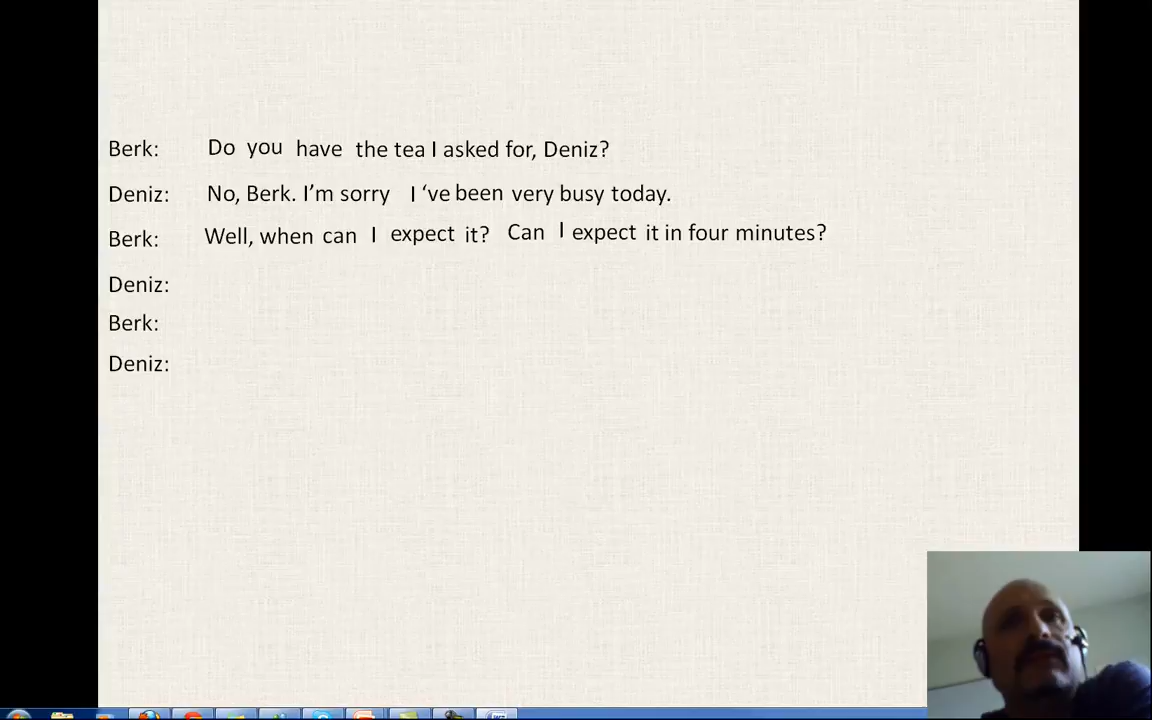 Berk: Do you have the tea I asked for, Deniz?
Deniz: No, Berk. I'm sorry I 've been very busy today.
Berk: Well, when can I expect it? Can I expect it in four minutes?
Deniz:
Berk:
Deniz: